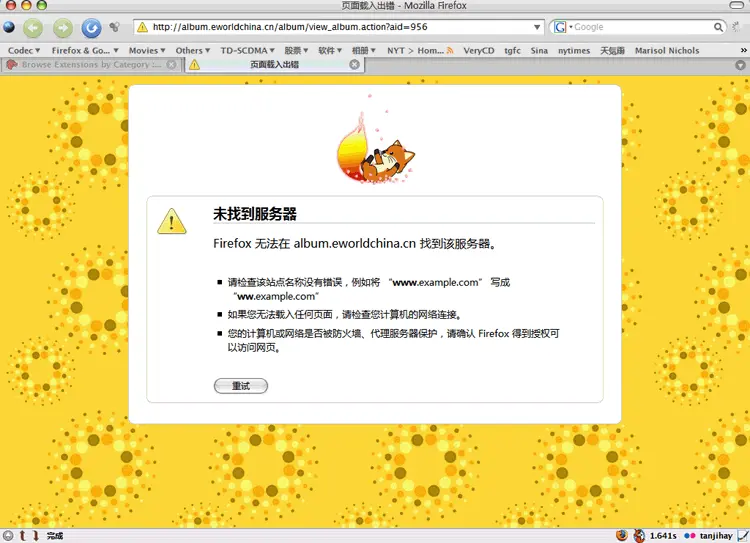 页面载入出错 - Mozilla Firefox
http://album.eworldchina.cn/album/view_album.action?aid=956
Google
Codec Firefox & Go... Movies Others TD-SCDMA 股票 软件 相册 NYT > Hom... VeryCD tgfc Sina nytimes 天気雨 Marisol Nichols
Browse Extensions by Category :...
页面载入出错
未找到服务器
Firefox 无法在 album.eworldchina.cn 找到该服务器。
请检查该站点名称没有错误，例如将 “www.example.com” 写成
“ww.example.com”
如果您无法载入任何页面，请检查您计算机的网络连接。
您的计算机或网络是否被防火墙、代理服务器保护，请确认 Firefox 得到授权可
以访问网页。
重试
完成
1.641s
tanjihay